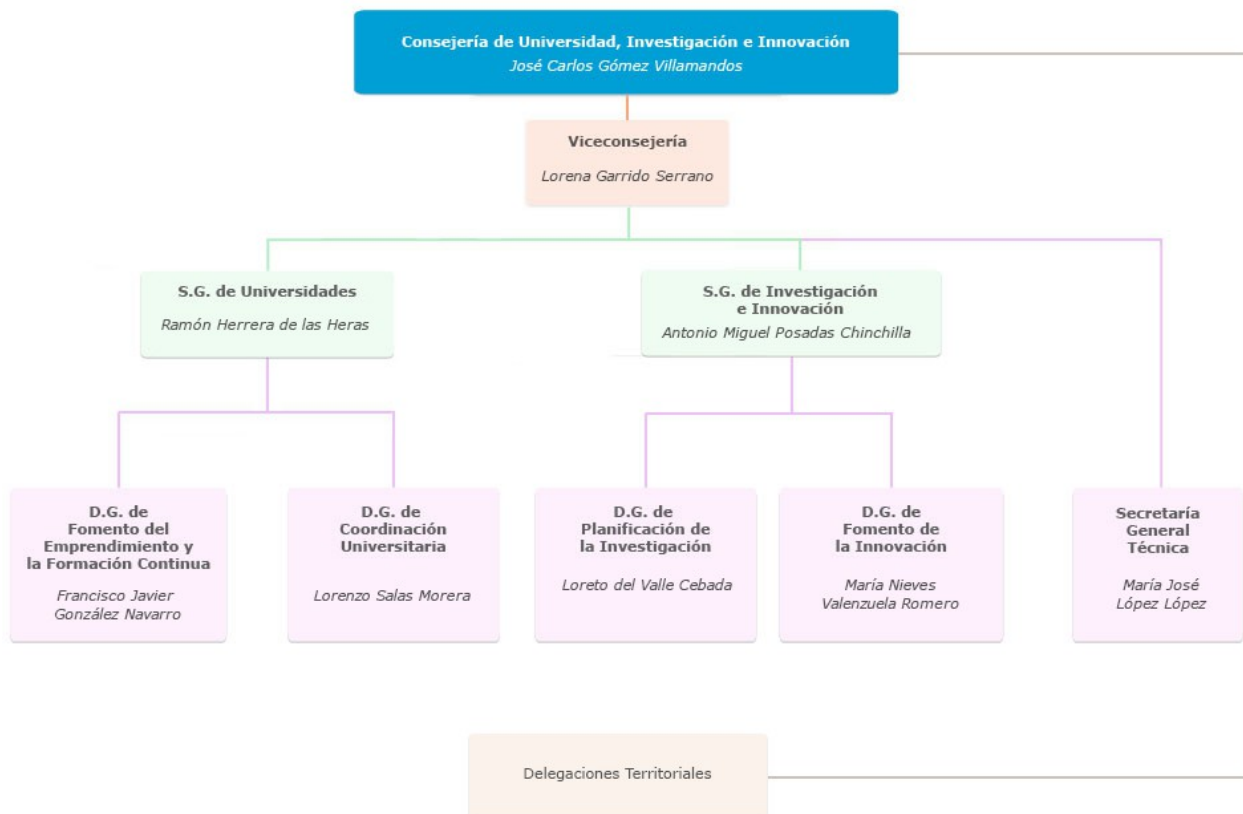 Consejería de Universidad, Investigación e Innovación
José Carlos Gómez Villamandos
Viceconsejería
Lorena Garrido Serrano
S.G. de Universidades
Ramón Herrera de las Heras
S.G. de Investigación
e Innovación
Antonio Miguel Posadas Chinchilla
D.G. de
Fomento del
Emprendimiento y
la Formación Continua
Francisco Javier
González Navarro
D.G. de
Coordinación
Universitaria
Lorenzo Salas Morera
D.G. de
Planificación de
la Investigación
Loreto del Valle Cebada
D.G. de
Fomento de
la Innovación
María Nieves
Valenzuela Romero
Secretaría
General
Técnica
María José
López López
Delegaciones Territoriales